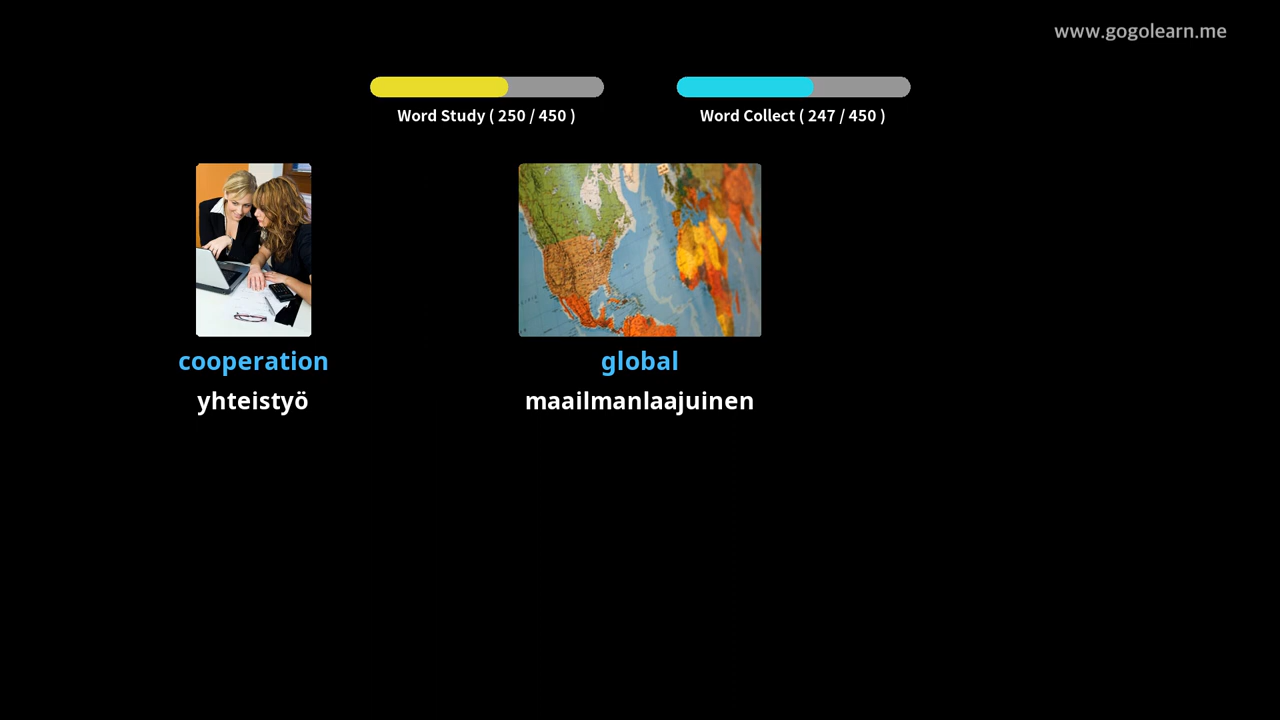 www.gogolearn.me
Word Study ( 250 / 450 )
Word Collect ( 247 / 450 )
cooperation
yhteistyö
global
maailmanlaajuinen